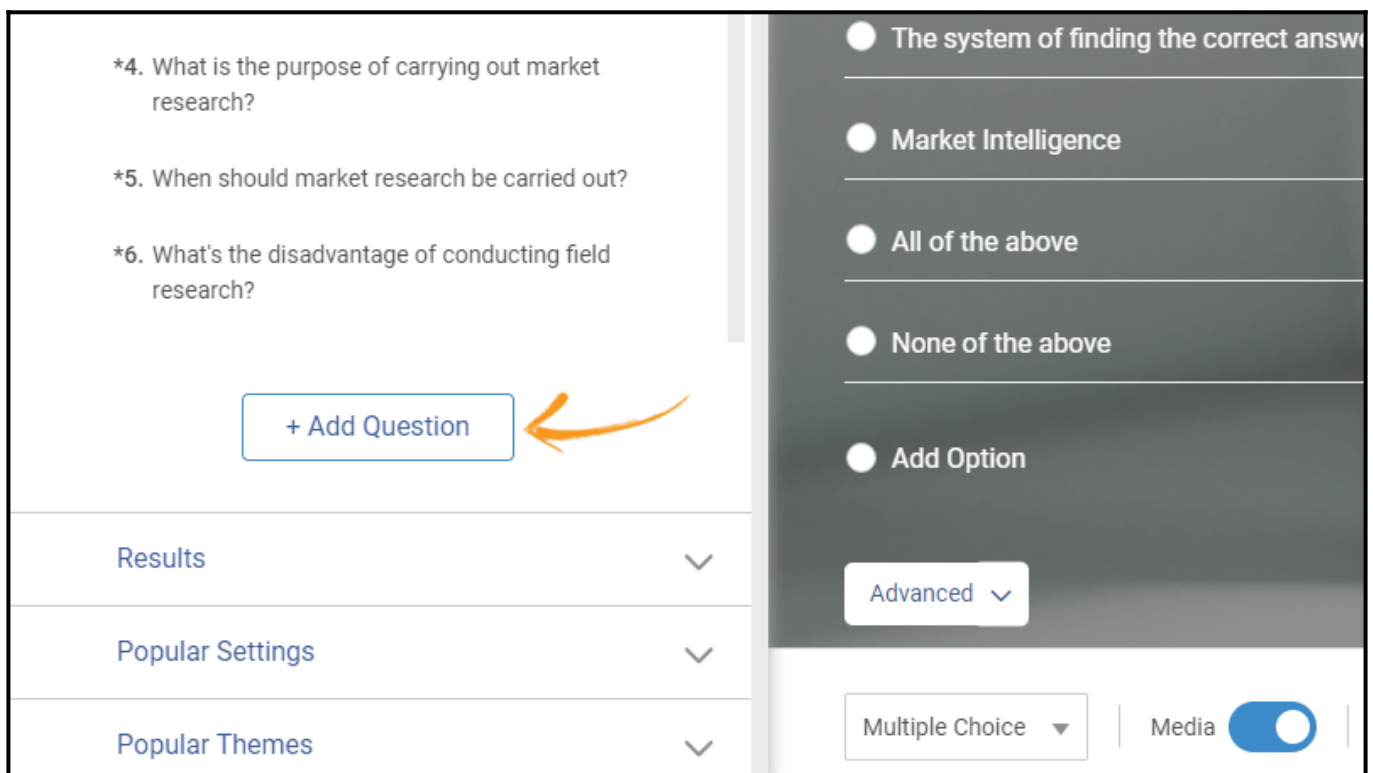 *4. What is the purpose of carrying out market
research?
*5. When should market research be carried out?
*6. What's the disadvantage of conducting field
research?
+ Add Question
Results
Popular Settings
Popular Themes
The system of finding the correct
Market Intelligence
All of the above
None of the above
Add Option
Advanced
Multiple Choice
Media